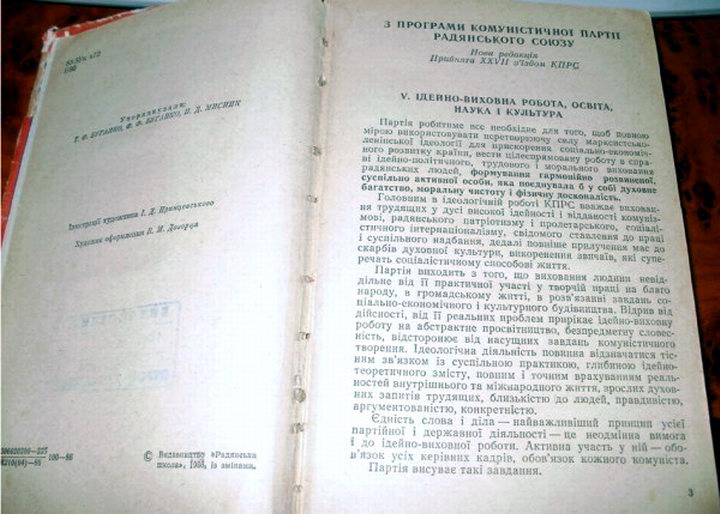 Упорядкували:
Т. Ф. БУГАЙКО, Ф. Ф. БУГАЙКО, П. Д. МИСНИК
Ілюстрації художника І. Д. Принцевського
Художнє оформлення В. М. Дозорця
100—86
© Видавництво «Радянська
школа», із змінами.
З ПРОГРАМИ КОМУНІСТИЧНОЇ ПАРТІЇ
РАДЯНСЬКОГО СОЮЗУ
Нова редакція
Прийнята XXVII з'їздом КПРС
V. ІДЕЙНО-ВИХОВНА РОБОТА, ОСВІТА,
НАУКА І КУЛЬТУРА
Партія робитиме все необхідне для того, щоб повною
мірою використовувати перетворюючу силу марксистсько-
ленінської ідеології для прискорення соціально-економіч-
ного розвитку країни, вести цілеспрямовану роботу в спра-
ві ідейно-політичного, трудового і морального виховання
радянських людей, формування гармонійно розвиненої,
суспільно активної особи, яка поєднувала б у собі духовне
багатство, моральну чистоту і фізичну досконалість.
Головним в ідеологічній роботі КПРС вважає вихован-
ня трудящих у дусі високої ідейності і відданості комуніз-
мові, радянського патріотизму і пролетарського, соціалі-
стичного інтернаціоналізму, свідомого ставлення до праці
і суспільного надбання, дедалі повніше прилучення мас до
скарбів духовної культури, викоренення звичаїв, які супе-
речать соціалістичному способові життя.
Партія виходить з того, що виховання людини невід-
дільне від її практичної участі у творчій праці на благо
народу, в громадському житті, в розв'язанні завдань со-
ціально-економічного і культурного будівництва. Відрив від
дійсності, від її реальних проблем прирікає ідейно-виховну
роботу на абстрактне просвітництво, безпредметну словес-
ність, відсторонює від насущних завдань комуністичного
творення. Ідеологічна діяльність повинна відзначатися тіс-
ним зв'язком із суспільною практикою, глибиною ідейно-
теоретичного змісту, повним і точним врахуванням реаль-
ностей внутрішнього та міжнародного життя, зрослих духов-
них запитів трудящих, близькістю до людей, правдивістю,
аргументованістю, конкретністю.
Єдність слова і діла — найважливіший принцип усієї
партійної і державної діяльності — це неодмінна вимога
і до ідейно-виховної роботи. Активна участь у ній — обо-
в'язок усіх керівних кадрів, обов'язок кожного комуніста.
Партія висуває такі завдання.
3